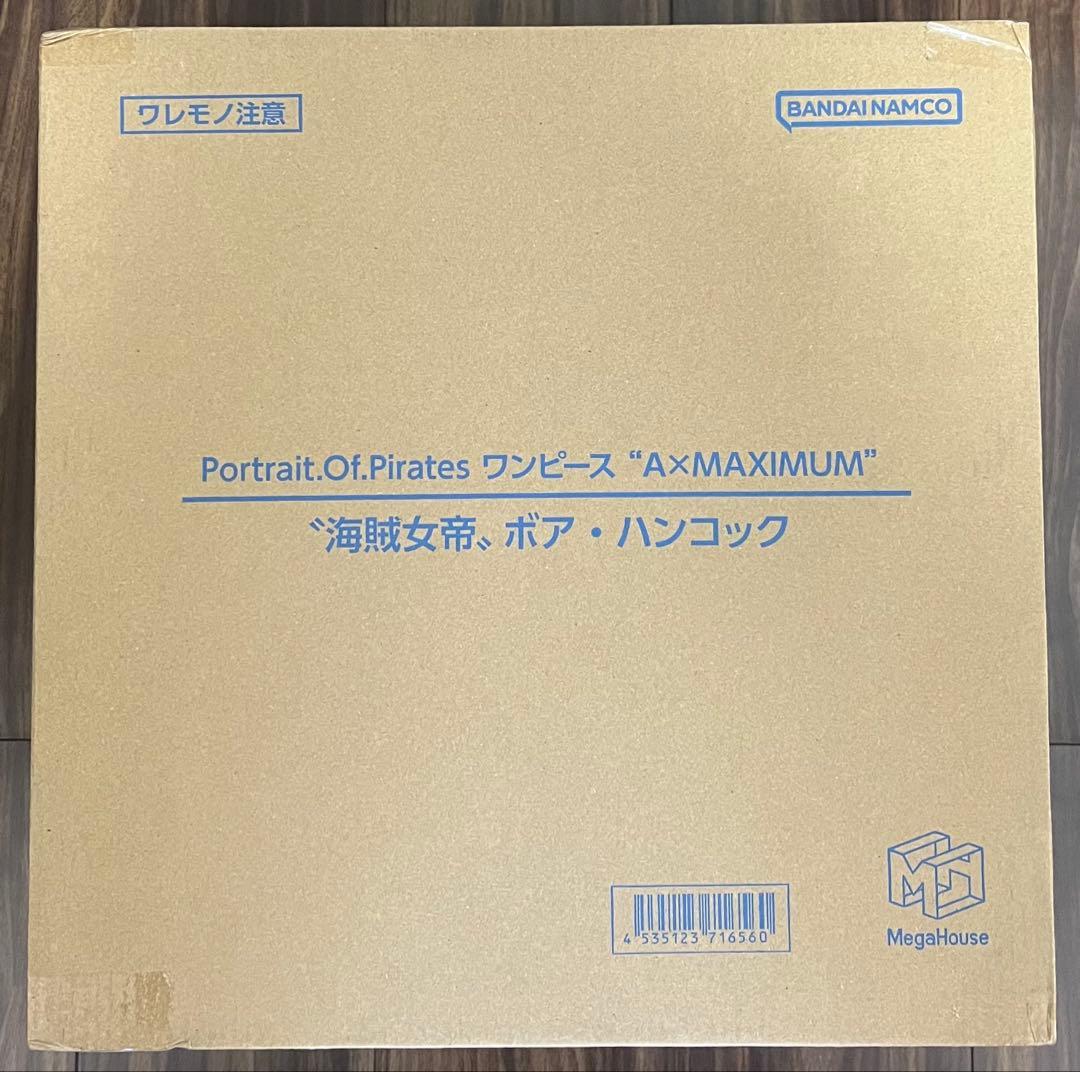 ワレモノ注意
BANDAI NAMCO
Portrait.Of.Pirates ワンピース “A×MAXIMUM”
〝海賊女帝〟ボア・ハンコック
4 535123 716560
MH
MegaHouse